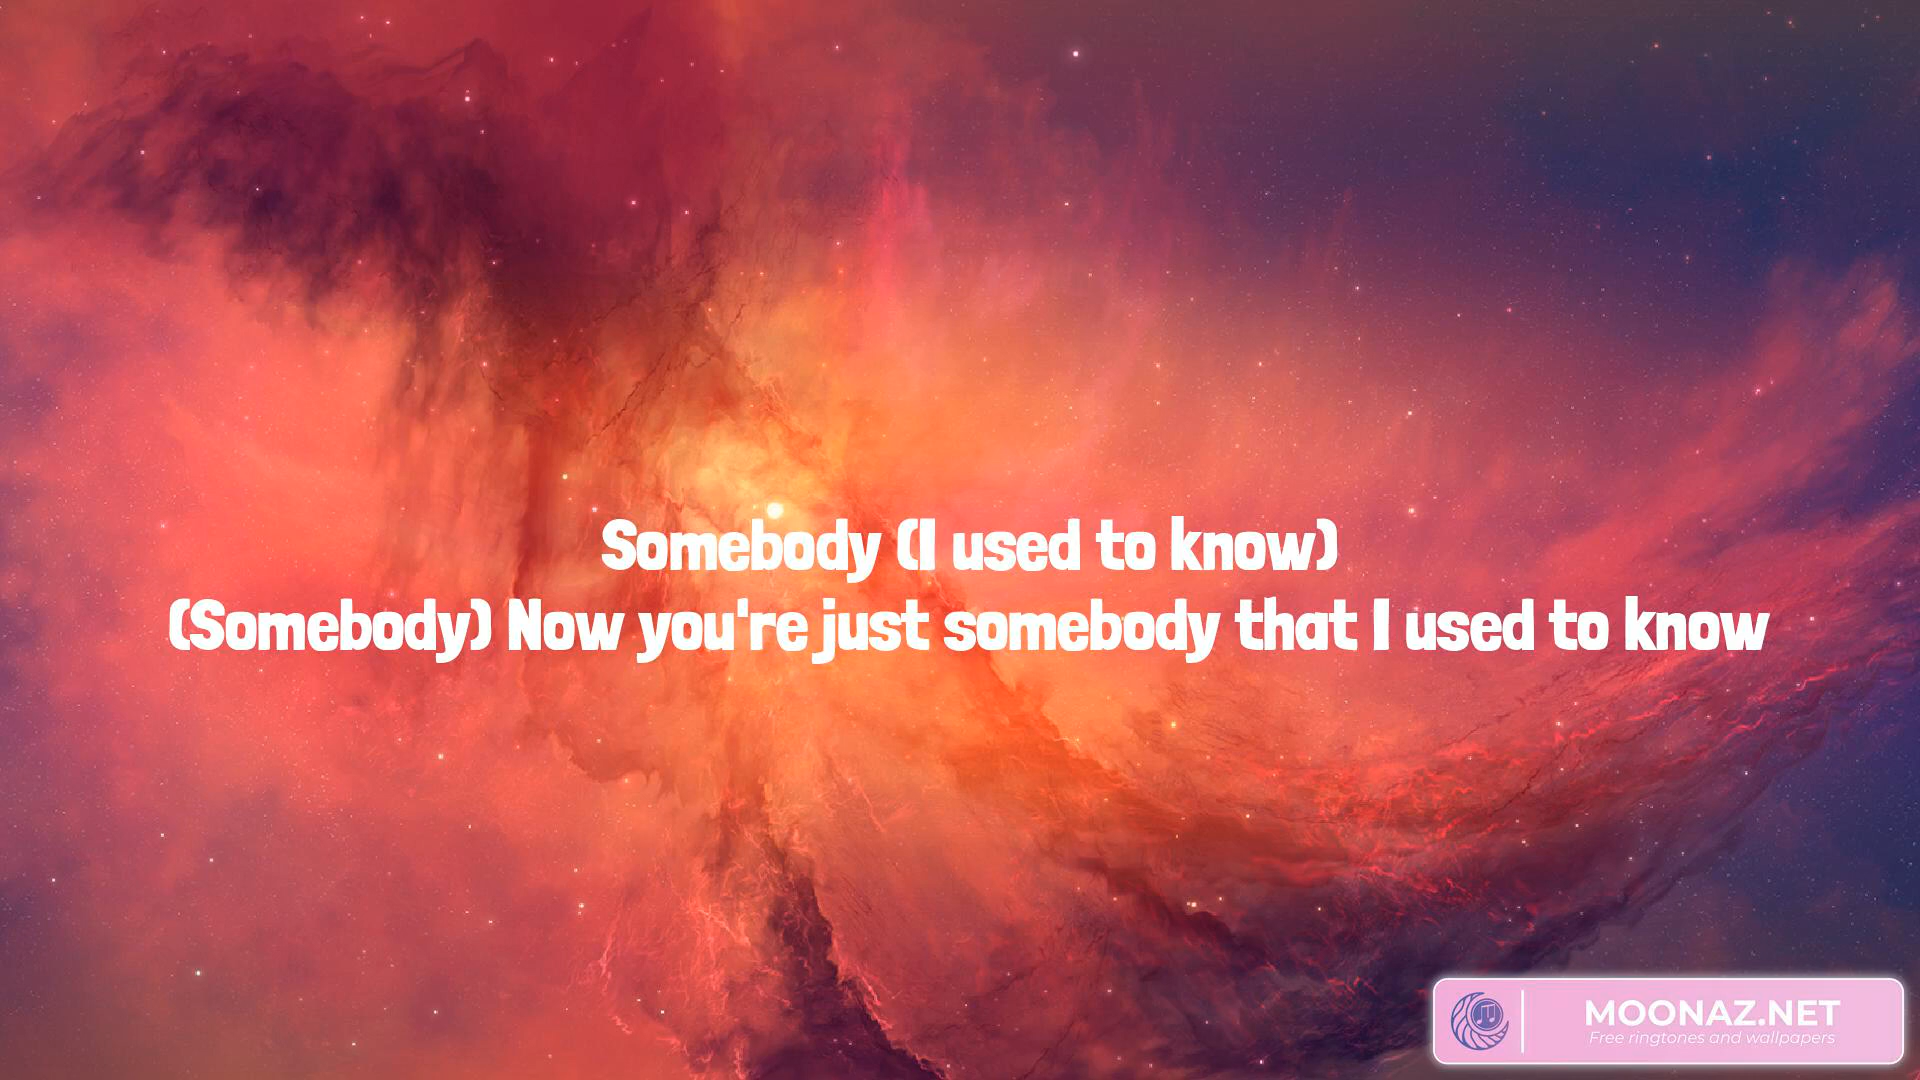 Somebody (I used to know)
(Somebody) Now you're just somebody that I used to know
MOONAZ.NET
Free ringtones and wallpapers